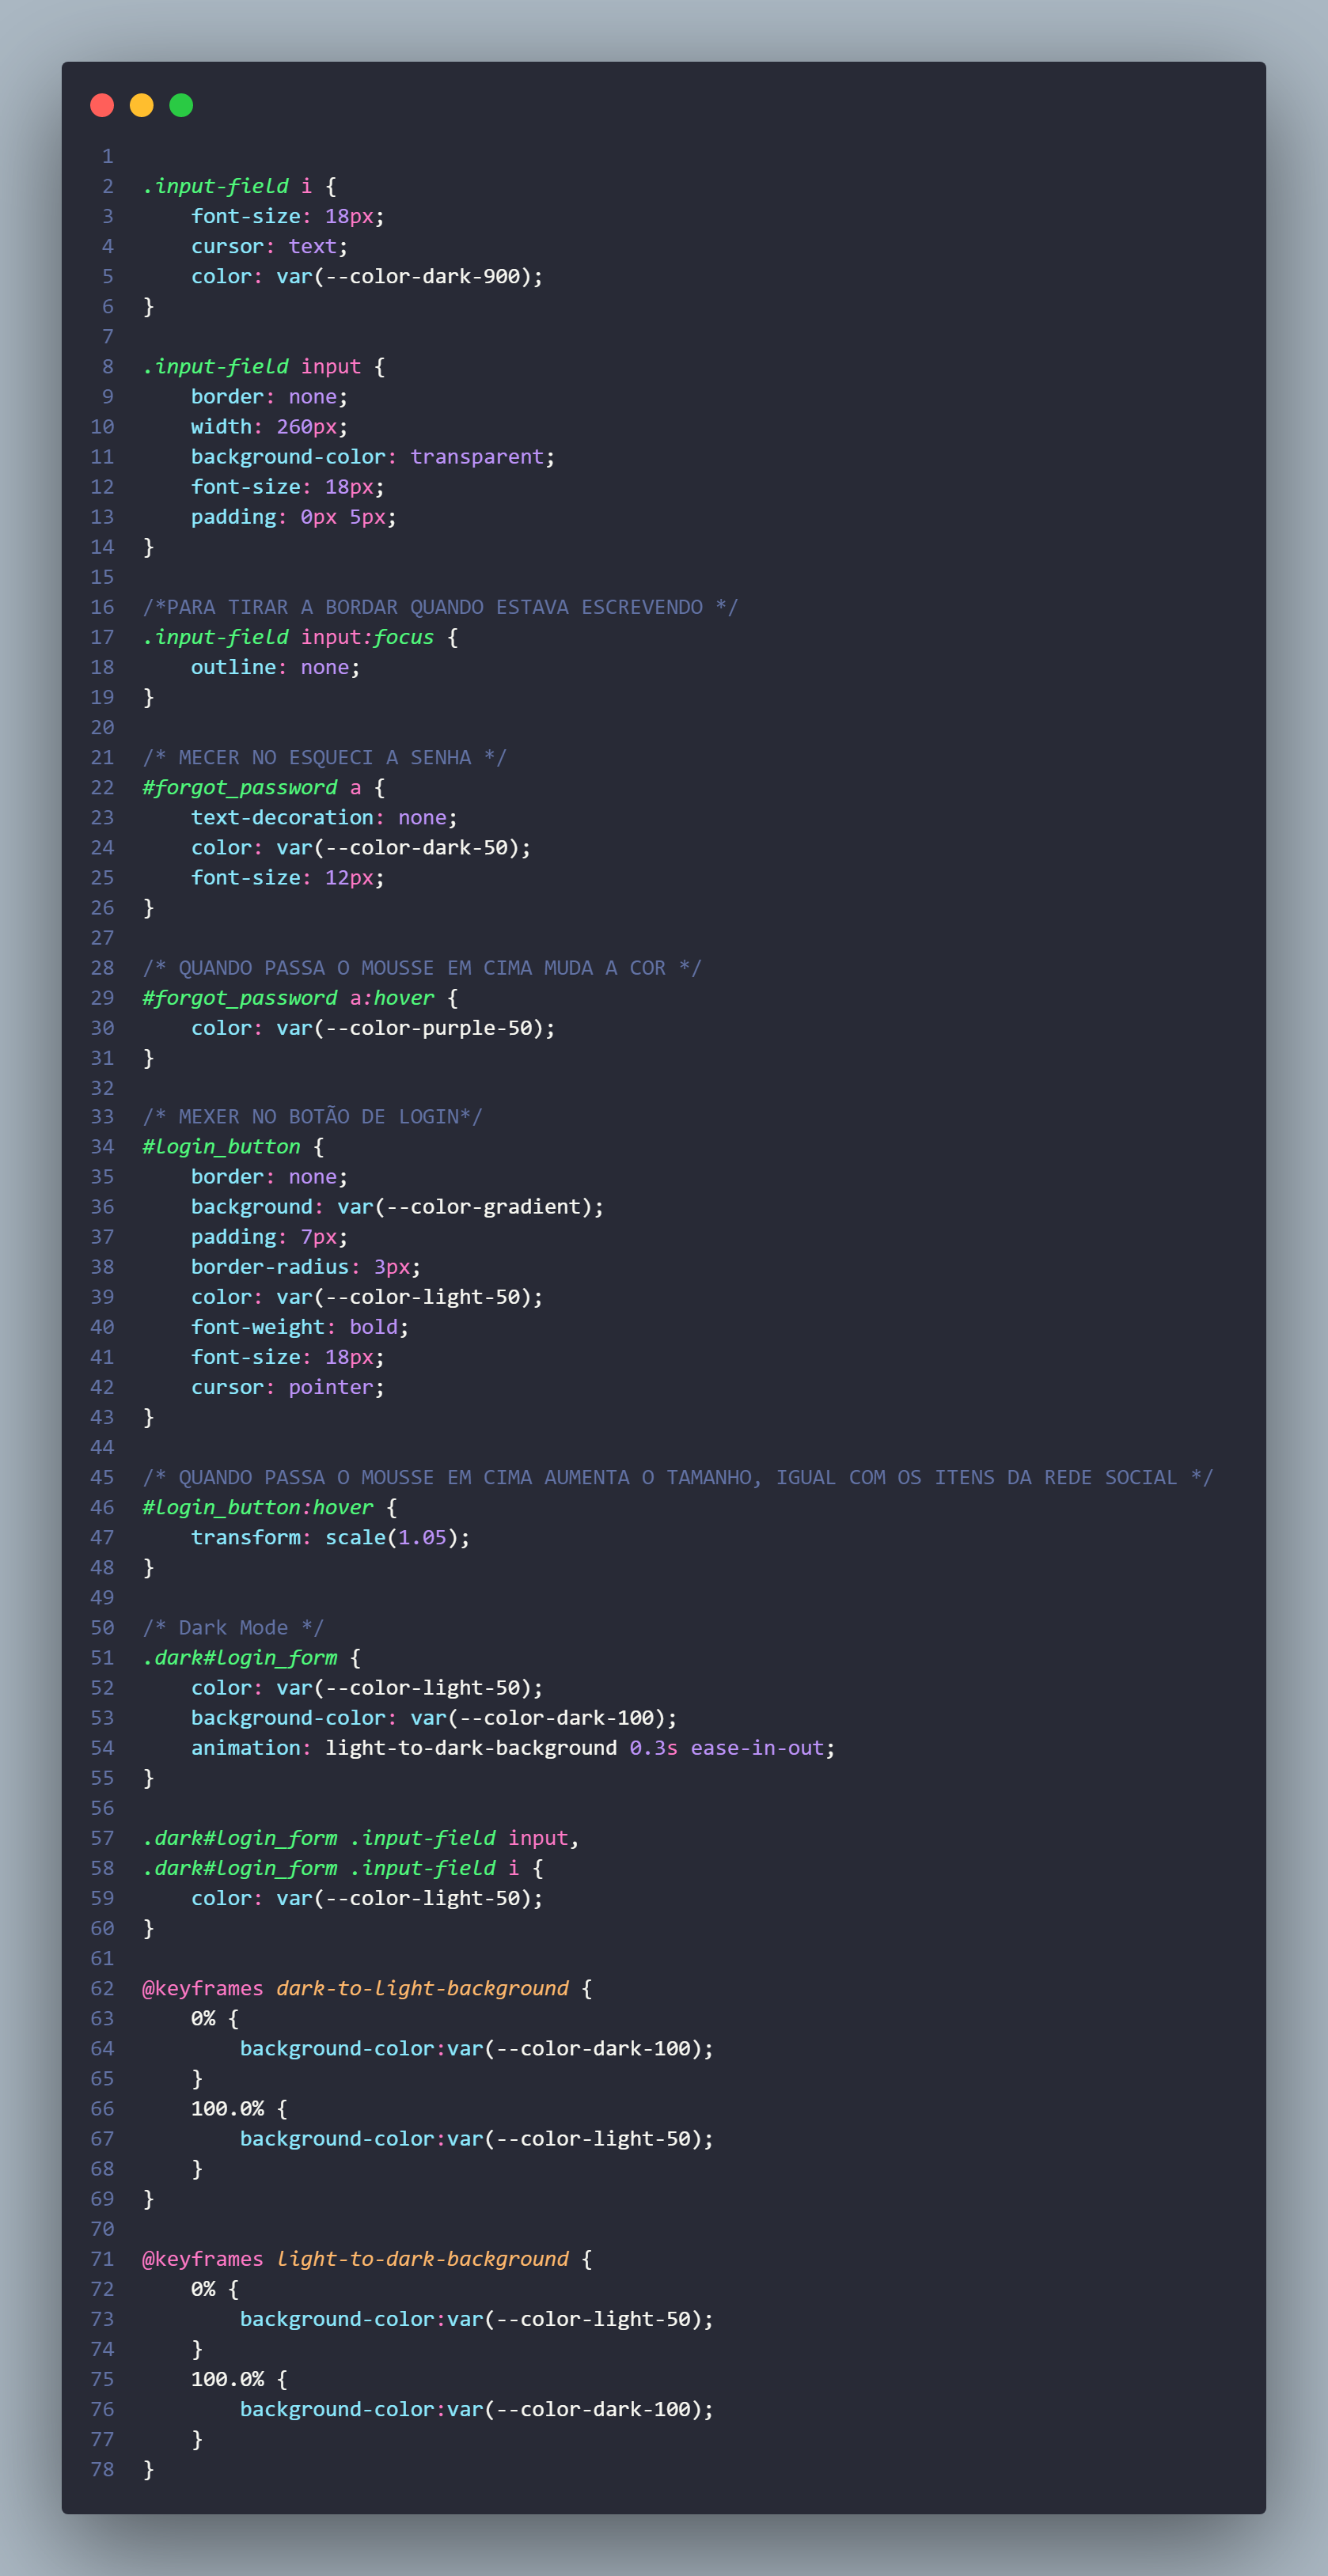 1
2 .input-field i {
3     font-size: 18px;
4     cursor: text;
5     color: var(--color-dark-900);
6 }
7
8 .input-field input {
9     border: none;
10     width: 260px;
11     background-color: transparent;
12     font-size: 18px;
13     padding: 0px 5px;
14 }
15
16 /*PARA TIRAR A BORDAR QUANDO ESTAVA ESCREVENDO */
17 .input-field input:focus {
18     outline: none;
19 }
20
21 /* MECER NO ESQUECI A SENHA */
22 #forgot_password a {
23     text-decoration: none;
24     color: var(--color-dark-50);
25     font-size: 12px;
26 }
27
28 /* QUANDO PASSA O MOUSSE EM CIMA MUDA A COR */
29 #forgot_password a:hover {
30     color: var(--color-purple-50);
31 }
32
33 /* MEXER NO BOTÃO DE LOGIN*/
34 #login_button {
35     border: none;
36     background: var(--color-gradient);
37     padding: 7px;
38     border-radius: 3px;
39     color: var(--color-light-50);
40     font-weight: bold;
41     font-size: 18px;
42     cursor: pointer;
43 }
44
45 /* QUANDO PASSA O MOUSSE EM CIMA AUMENTA O TAMANHO, IGUAL COM OS ITENS DA REDE SOCIAL */
46 #login_button:hover {
47     transform: scale(1.05);
48 }
49
50 /* Dark Mode */
51 .dark#login_form {
52     color: var(--color-light-50);
53     background-color: var(--color-dark-100);
54     animation: light-to-dark-background 0.3s ease-in-out;
55 }
56
57 .dark#login_form .input-field input,
58 .dark#login_form .input-field i {
59     color: var(--color-light-50);
60 }
61
62 @keyframes dark-to-light-background {
63     0% {
64         background-color:var(--color-dark-100);
65     }
66     100.0% {
67         background-color:var(--color-light-50);
68     }
69 }
70
71 @keyframes light-to-dark-background {
72     0% {
73         background-color:var(--color-light-50);
74     }
75     100.0% {
76         background-color:var(--color-dark-100);
77     }
78 }